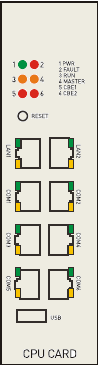 1 2
3 4
5 6
1 PWR
2 FAULT
3 RUN
4 MASTER
5 CBE1
6 CBE2
RESET
LAN1 LAN2
COM1 COM2
COM3 COM4
COM5 COM6
USB
CPU CARD